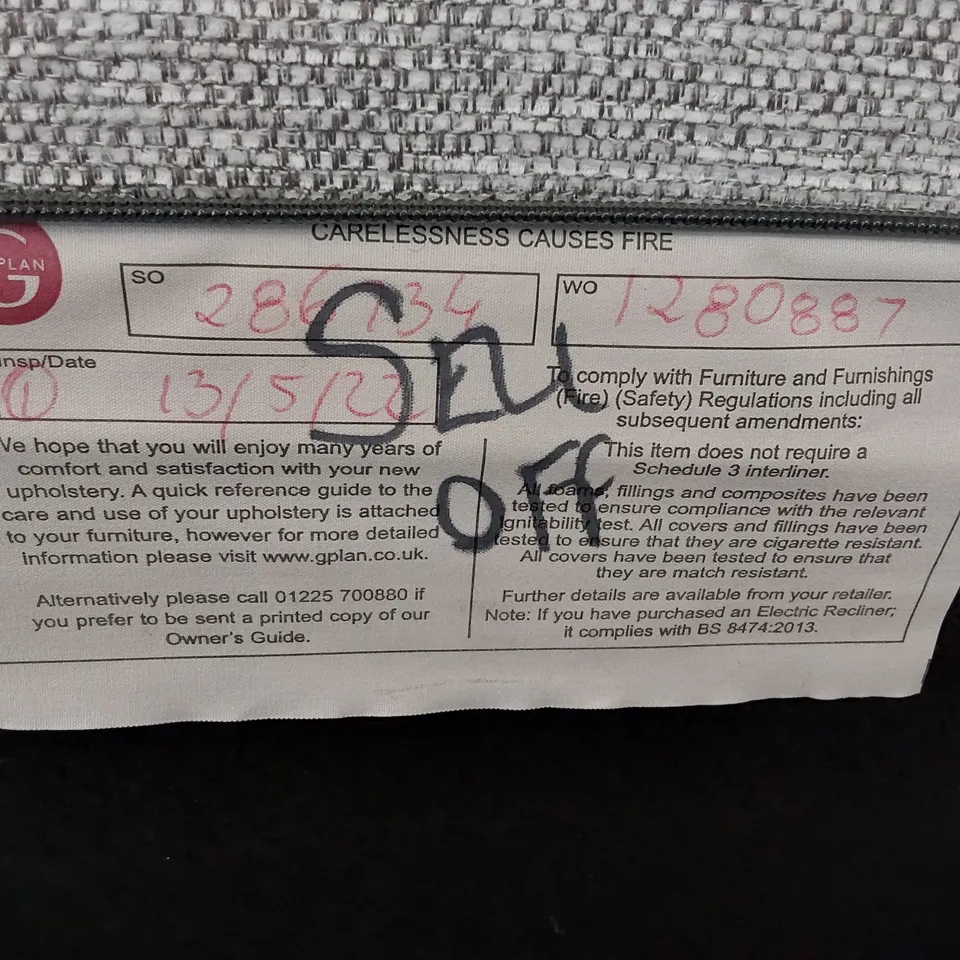 CARELESSNESS CAUSES FIRE
PLAN
G
SO
WO 1280887
Insp/Date
1 13/5/22
SELL
OFF
We hope that you will enjoy many years of
comfort and satisfaction with your new
upholstery. A quick reference guide to the
care and use of your upholstery is attached
to your furniture, however for more detailed
information please visit www.gplan.co.uk.
Alternatively please call 01225 700880 if
you prefer to be sent a printed copy of our
Owner's Guide.
To comply with Furniture and Furnishings
(Fire) (Safety) Regulations including all
subsequent amendments:
This item does not require a
Schedule 3 interliner.
All foams, fillings and composites have been
tested to ensure compliance with the relevant
ignitability test. All covers and fillings have been
tested to ensure that they are cigarette resistant.
All covers have been tested to ensure that
they are match resistant.
Further details are available from your retailer.
Note: If you have purchased an Electric Recliner;
it complies with BS 8474:2013.